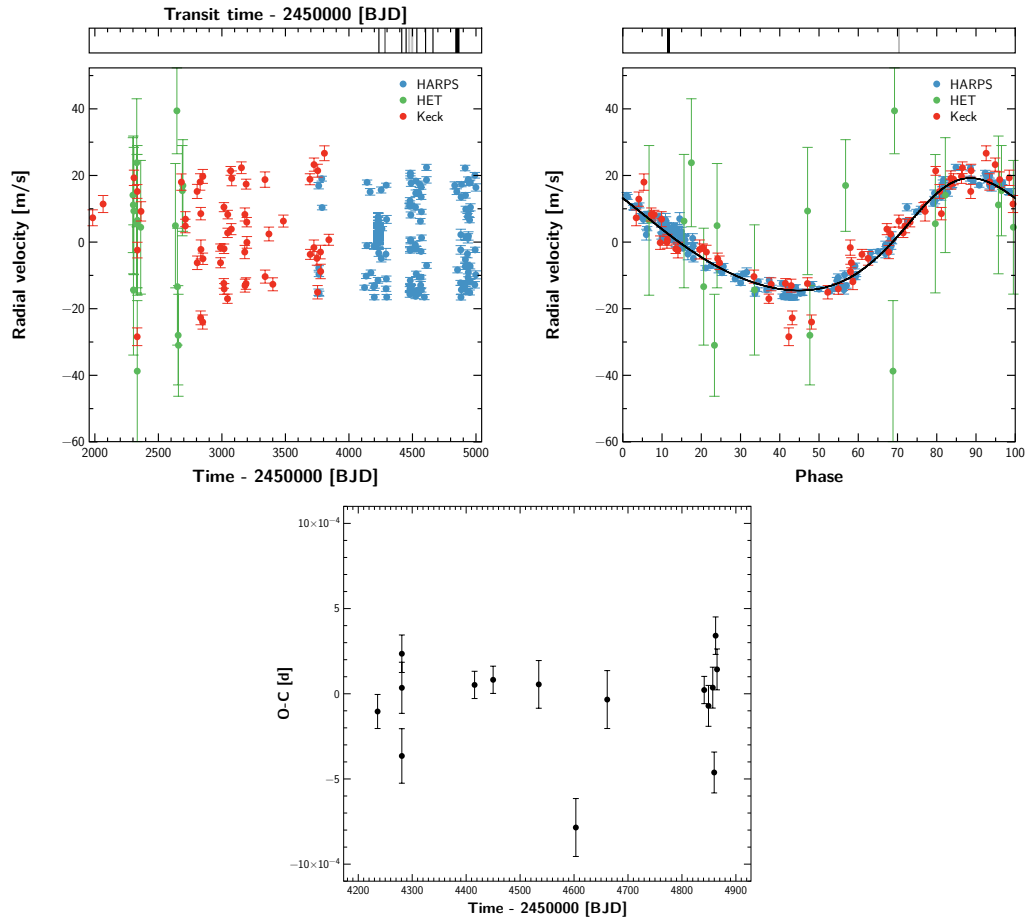 Transit time - 2450000 [BJD]
HARPS
HET
Keck
HARPS
HET
Keck
Radial velocity [m/s]
40
20
0
−20
−40
−60
2000 2500 3000 3500 4000 4500 5000
Time - 2450000 [BJD]
Radial velocity [m/s]
40
20
0
−20
−40
−60
0 10 20 30 40 50 60 70 80 90 100
Phase
O-C [d]
10×10⁻⁴
5
0
−5
−10×10⁻⁴
4200 4300 4400 4500 4600 4700 4800 4900
Time - 2450000 [BJD]